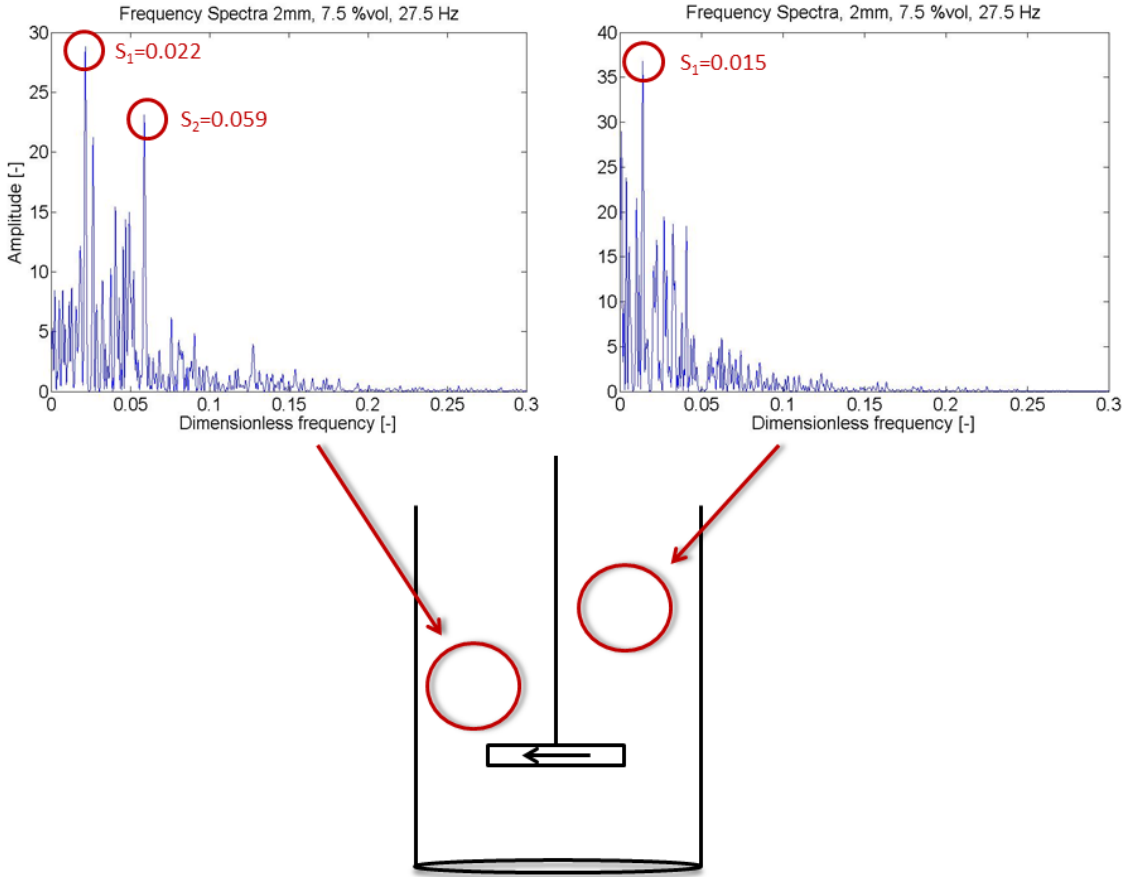 Frequency Spectra 2mm, 7.5 %vol, 27.5 Hz
30
25
20
15
10
5
0
Amplitude [-]
S₁=0.022
S₂=0.059
0 0.05 0.1 0.15 0.2 0.25 0.3
Dimensionless frequency [-]
Frequency Spectra, 2mm, 7.5 %vol, 27.5 Hz
40
35
30
25
20
15
10
5
0
S₁=0.015
0 0.05 0.1 0.15 0.2 0.25 0.3
Dimensionless frequency [-]